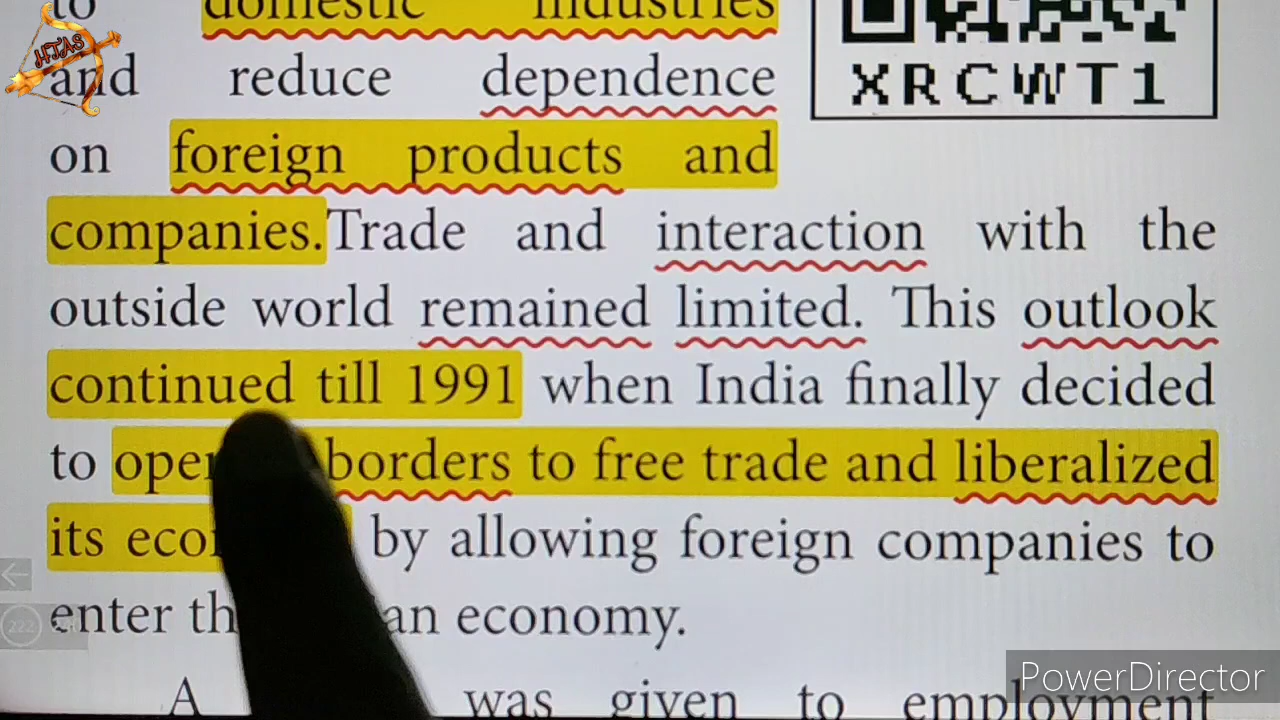 to domestic industries
and reduce dependence
on foreign products and
companies. Trade and interaction with the
outside world remained limited. This outlook
continued till 1991 when India finally decided
to borders to free trade and liberalized
its by allowing foreign companies to
enter economy.
A was given to employment
XRCWT1
HTAS
222
PowerDirector